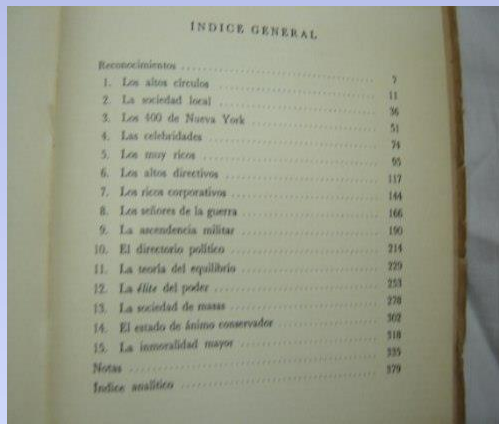 ÍNDICE GENERAL
Reconocimientos ........ 7
1. Los altos círculos ........ 11
2. La sociedad local ........ 36
3. Los 400 de Nueva York ........ 51
4. Las celebridades ........ 74
5. Los muy ricos ........ 95
6. Los altos directivos ........ 117
7. Los ricos corporativos ........ 144
8. Los señores de la guerra ........ 166
9. La ascendencia militar ........ 190
10. El directorio político ........ 214
11. La teoría del equilibrio ........ 229
12. La élite del poder ........ 253
13. La sociedad de masas ........ 278
14. El estado de ánimo conservador ........ 302
15. La inmoralidad mayor ........ 318
Notas ........ 335
Índice analítico ........ 379